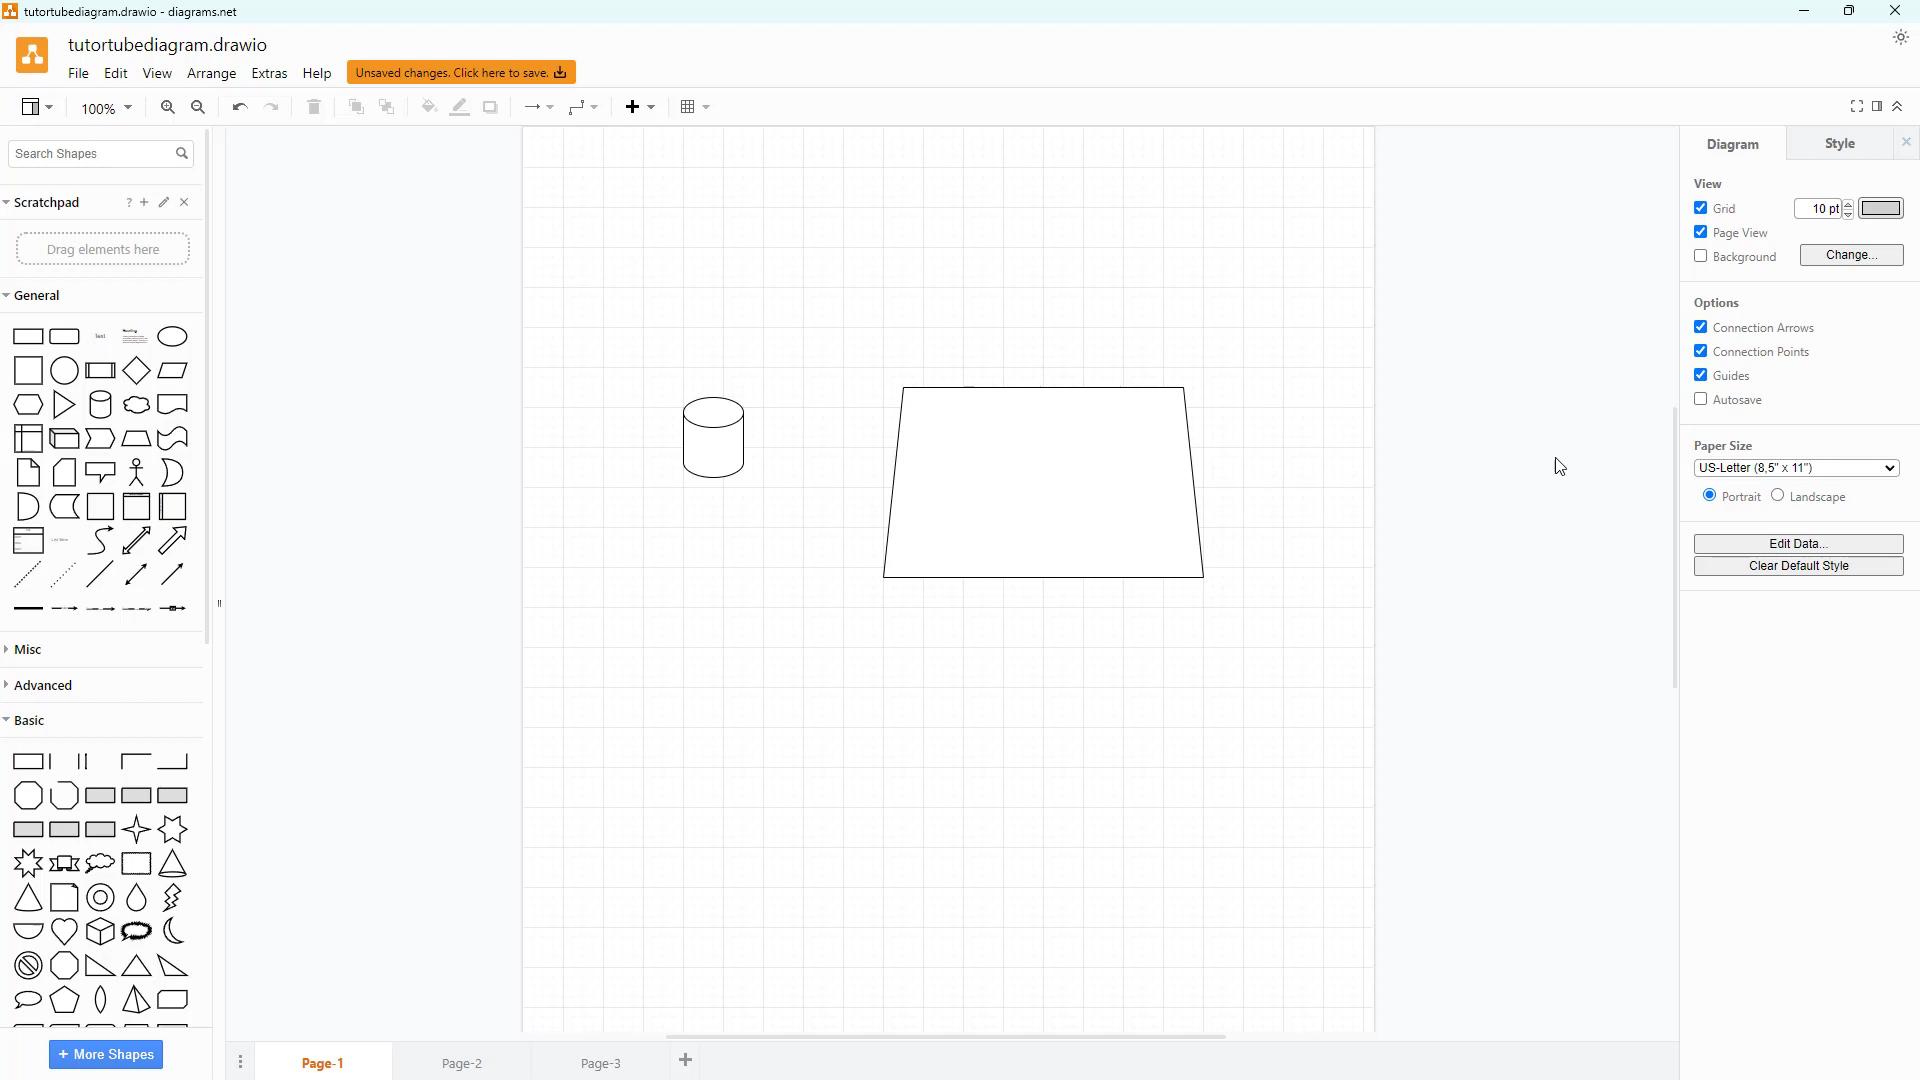 tutortubediagram.drawio - diagrams.net
tutortubediagram.drawio
File Edit View Arrange Extras Help Unsaved changes. Click here to save.
100%
Search Shapes
Scratchpad ? +
Drag elements here
General
Text
Heading
Misc
Advanced
Basic
+ More Shapes
Page-1 Page-2 Page-3 +
Diagram Style
View
Grid 10 pt
Page View
Background Change...
Options
Connection Arrows
Connection Points
Guides
Autosave
Paper Size
US-Letter (8,5" x 11")
Portrait Landscape
Edit Data...
Clear Default Style